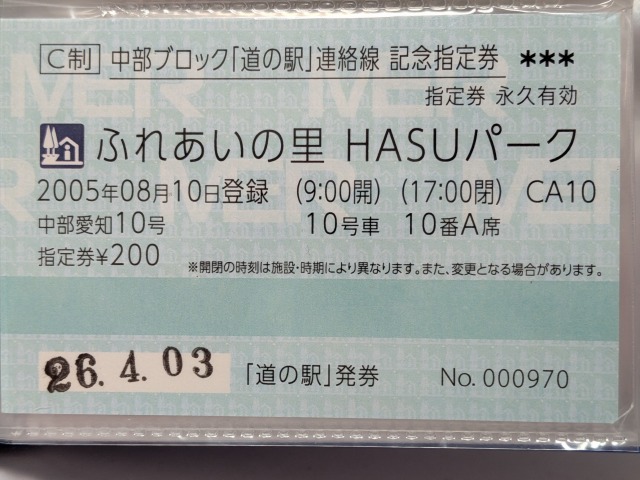 C制 中部ブロック「道の駅」連絡線 記念指定券 ***
指定券 永久有効
ふれあいの里 HASUパーク
2005年08月10日登録 (9:00開) (17:00閉) CA10
中部愛知10号 10号車 10番A席
指定券¥200 ※開閉の時刻は施設・時期により異なります。また、変更となる場合があります。
26.4.03 「道の駅」発券 No.000970